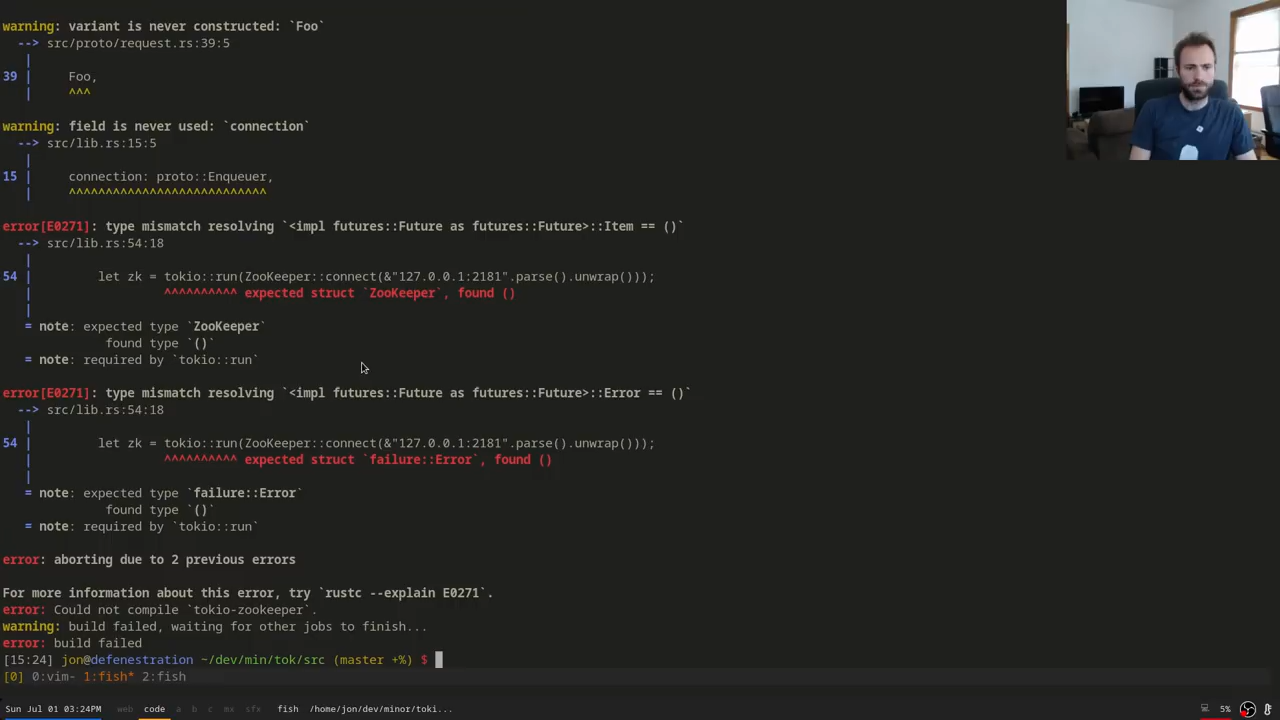 warning: variant is never constructed: `Foo`
--> src/proto/request.rs:39:5
|
39 |     Foo,
|     ^^^
warning: field is never used: `connection`
--> src/lib.rs:15:5
|
15 |     connection: proto::Enqueuer,
|     ^^^^^^^^^^^^^^^^^^^^^^^^^^^
error[E0271]: type mismatch resolving `<impl futures::Future as futures::Future>::Item == ()`
--> src/lib.rs:54:18
|
54 |         let zk = tokio::run(ZooKeeper::connect(&"127.0.0.1:2181".parse().unwrap()));
|                  ^^^^^^^^^^ expected struct `ZooKeeper`, found ()
|
= note: expected type `ZooKeeper`
found type `()`
= note: required by `tokio::run`
error[E0271]: type mismatch resolving `<impl futures::Future as futures::Future>::Error == ()`
--> src/lib.rs:54:18
|
54 |         let zk = tokio::run(ZooKeeper::connect(&"127.0.0.1:2181".parse().unwrap()));
|                  ^^^^^^^^^^ expected struct `failure::Error`, found ()
|
= note: expected type `failure::Error`
found type `()`
= note: required by `tokio::run`
error: aborting due to 2 previous errors
For more information about this error, try `rustc --explain E0271`.
error: Could not compile `tokio-zookeeper`.
warning: build failed, waiting for other jobs to finish...
error: build failed
[15:24] jon@defenestration ~/dev/min/tok/src (master +%) $
[0] 0:vim- 1:fish* 2:fish
Sun Jul 01 03:24PM web code a b c mx sfx fish /home/jon/dev/minor/toki... 5%